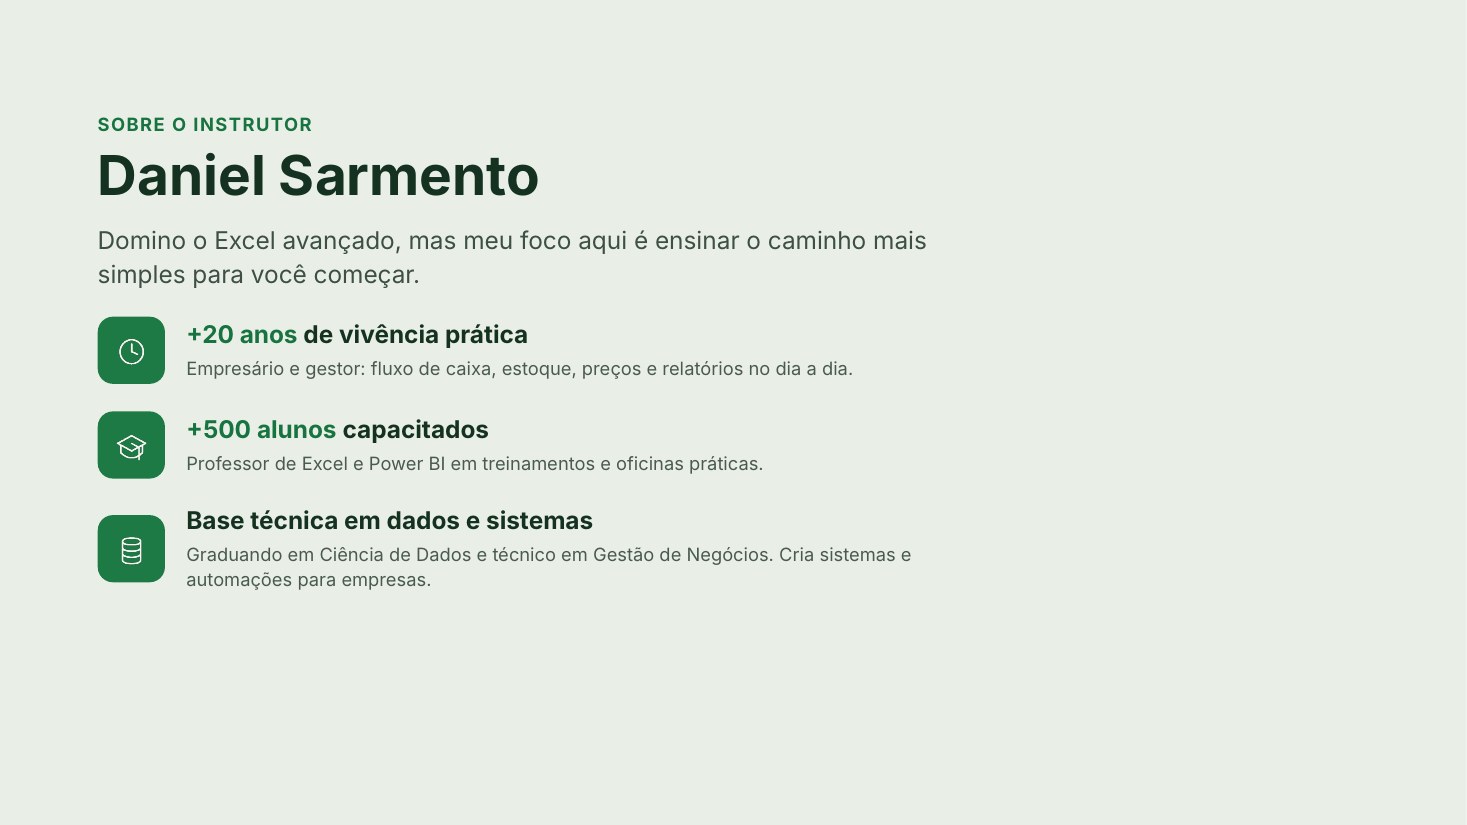 SOBRE O INSTRUTOR
Daniel Sarmento
Domino o Excel avançado, mas meu foco aqui é ensinar o caminho mais
simples para você começar.
+20 anos de vivência prática
Empresário e gestor: fluxo de caixa, estoque, preços e relatórios no dia a dia.
+500 alunos capacitados
Professor de Excel e Power BI em treinamentos e oficinas práticas.
Base técnica em dados e sistemas
Graduando em Ciência de Dados e técnico em Gestão de Negócios. Cria sistemas e
automações para empresas.